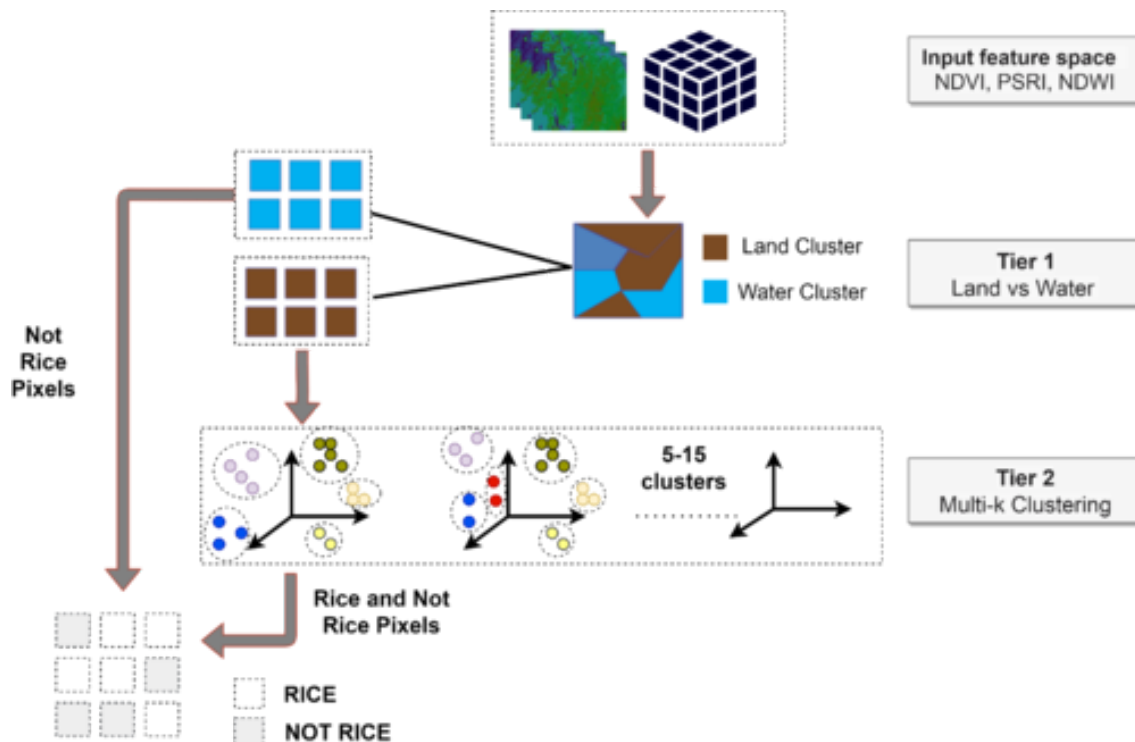 Input feature space
NDVI, PSRI, NDWI
Land Cluster
Water Cluster
Tier 1
Land vs Water
Not
Rice
Pixels
5-15
clusters
Tier 2
Multi-k Clustering
Rice and Not
Rice Pixels
RICE
NOT RICE